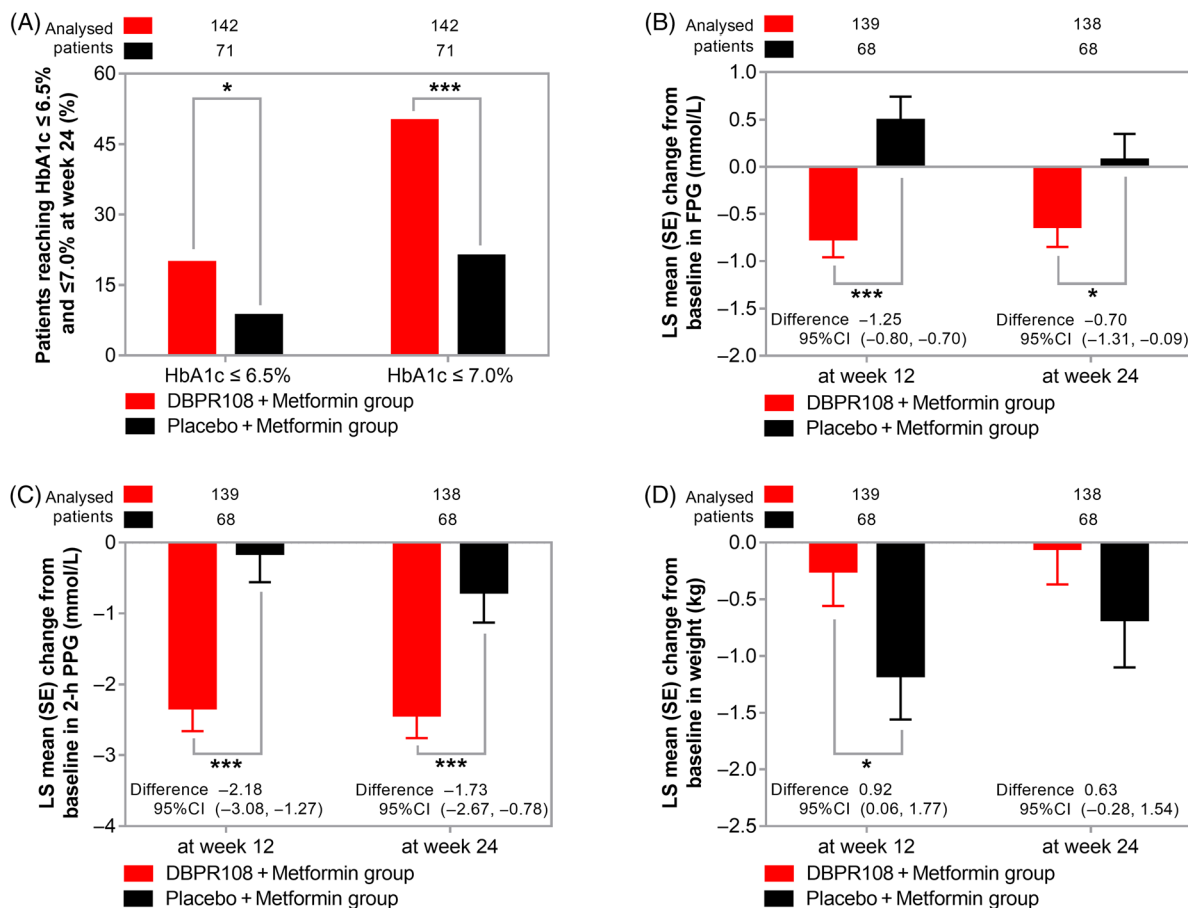 (A)
Analysed
patients
142 142
71 71
Patients reaching HbA1c ≤ 6.5%
and ≤7.0% at week 24 (%)
60
45
30
15
0
*
***
HbA1c ≤ 6.5% HbA1c ≤ 7.0%
DBPR108 + Metformin group
Placebo + Metformin group
(B)
Analysed
patients
139 138
68 68
LS mean (SE) change from
baseline in FPG (mmol/L)
1.0
0.5
0.0
−0.5
−1.0
−1.5
−2.0
***
*
Difference −1.25
95%CI (−0.80, −0.70)
Difference −0.70
95%CI (−1.31, −0.09)
at week 12 at week 24
DBPR108 + Metformin group
Placebo + Metformin group
(C)
Analysed
patients
139 138
68 68
LS mean (SE) change from
baseline in 2-h PPG (mmol/L)
0
−1
−2
−3
−4
***
***
Difference −2.18
95%CI (−3.08, −1.27)
Difference −1.73
95%CI (−2.67, −0.78)
at week 12 at week 24
DBPR108 + Metformin group
Placebo + Metformin group
(D)
Analysed
patients
139 138
68 68
LS mean (SE) change from
baseline in weight (kg)
0.0
−0.5
−1.0
−1.5
−2.0
−2.5
*
Difference 0.92
95%CI (0.06, 1.77)
Difference 0.63
95%CI (−0.28, 1.54)
at week 12 at week 24
DBPR108 + Metformin group
Placebo + Metformin group